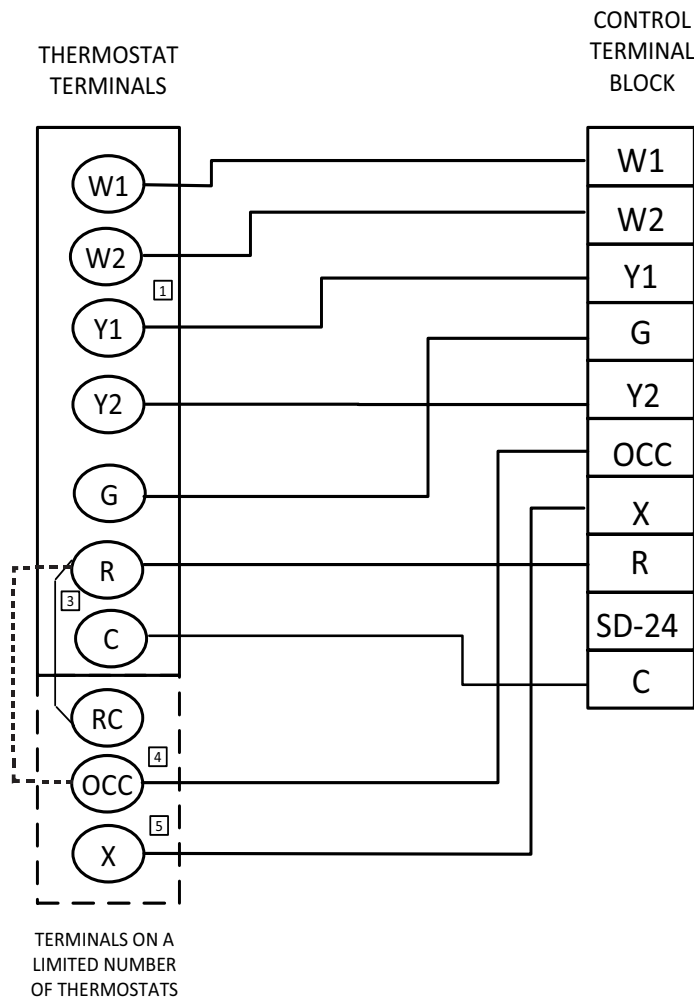 THERMOSTAT
TERMINALS
W1
W2
1
Y1
Y2
G
R
3
C
RC
4
OCC
5
X
TERMINALS ON A
LIMITED NUMBER
OF THERMOSTATS
CONTROL
TERMINAL
BLOCK
W1
W2
Y1
G
Y2
OCC
X
R
SD-24
C